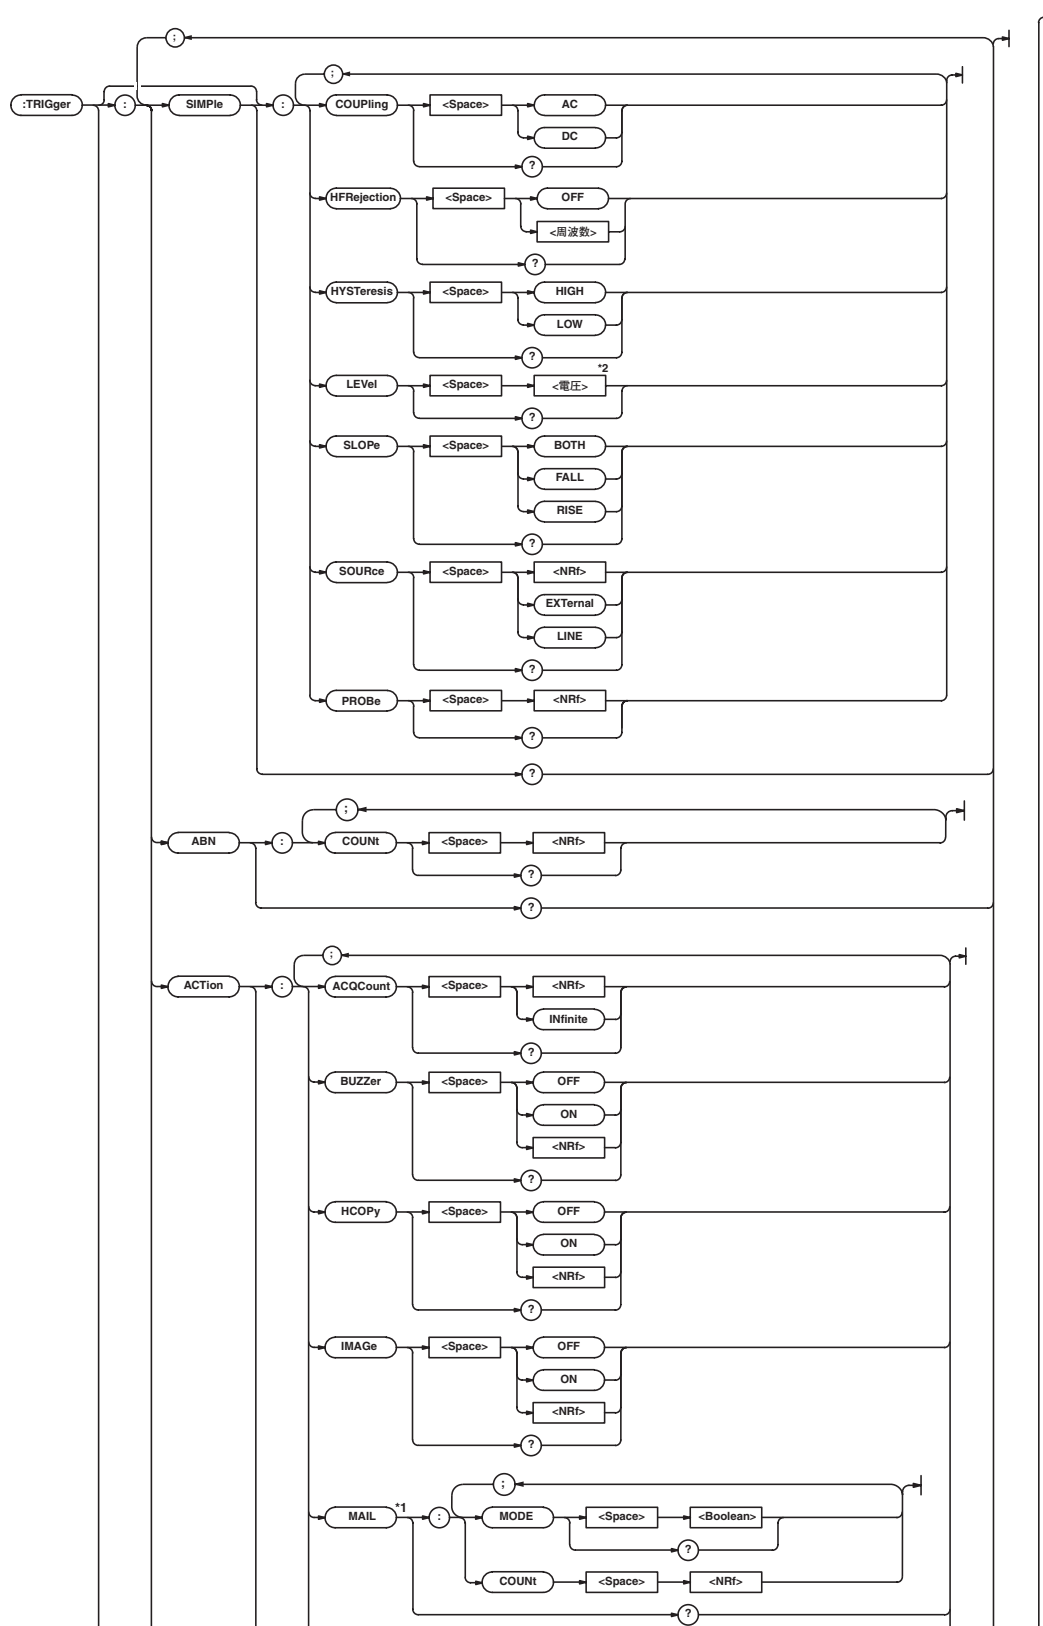 ;
;
:TRIGger : SIMPle : COUPling <Space> AC
DC
?
HFRejection <Space> OFF
<周波数>
?
HYSTeresis <Space> HIGH
LOW
?
LEVel <Space> <電圧> *2
?
SLOPe <Space> BOTH
FALL
RISE
?
SOURce <Space> <NRf>
EXTernal
LINE
?
PROBe <Space> <NRf>
?
?
;
ABN : COUNt <Space> <NRf>
?
?
;
ACTion : ACQCount <Space> <NRf>
INfinite
?
BUZZer <Space> OFF
ON
<NRf>
?
HCOPy <Space> OFF
ON
<NRf>
?
IMAGe <Space> OFF
ON
<NRf>
?
;
MAIL *1 : MODE <Space> <Boolean>
?
COUNt <Space> <NRf>
?